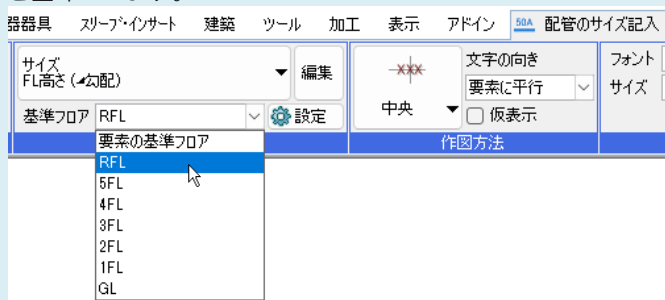 器器具 スリーブ・インサート 建築 ツール 加工 表示 アドイン 50A 配管のサイズ記入
サイズ
FL高さ (◢勾配)
編集
基準フロア RFL
設定
要素の基準フロア
RFL
5FL
4FL
3FL
2FL
1FL
GL
×××
中央
文字の向き
要素に平行
仮表示
作図方法
フォント
サイズ